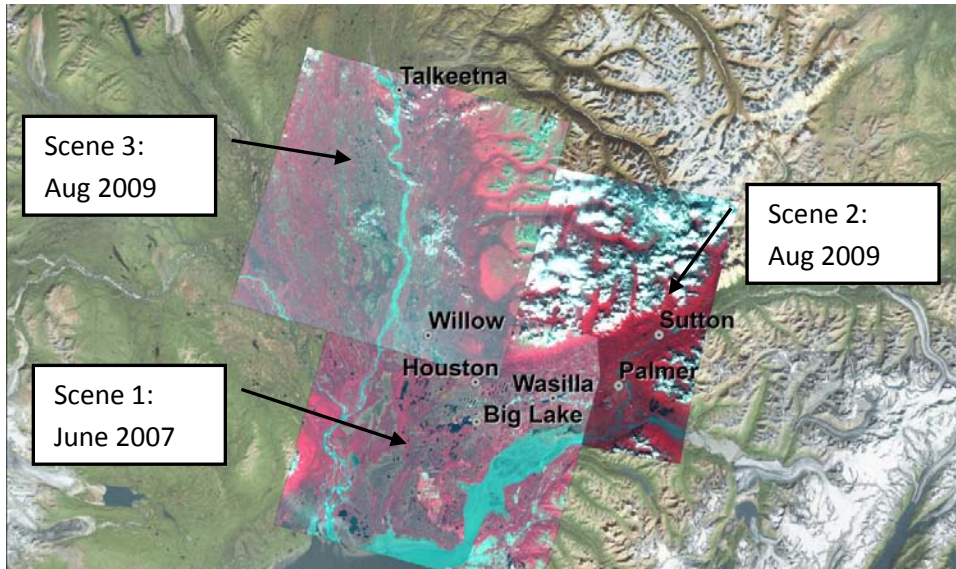 Talkeetna
Scene 3:
Aug 2009
Scene 2:
Aug 2009
Willow
Sutton
Houston
Palmer
Wasilla
Big Lake
Scene 1:
June 2007